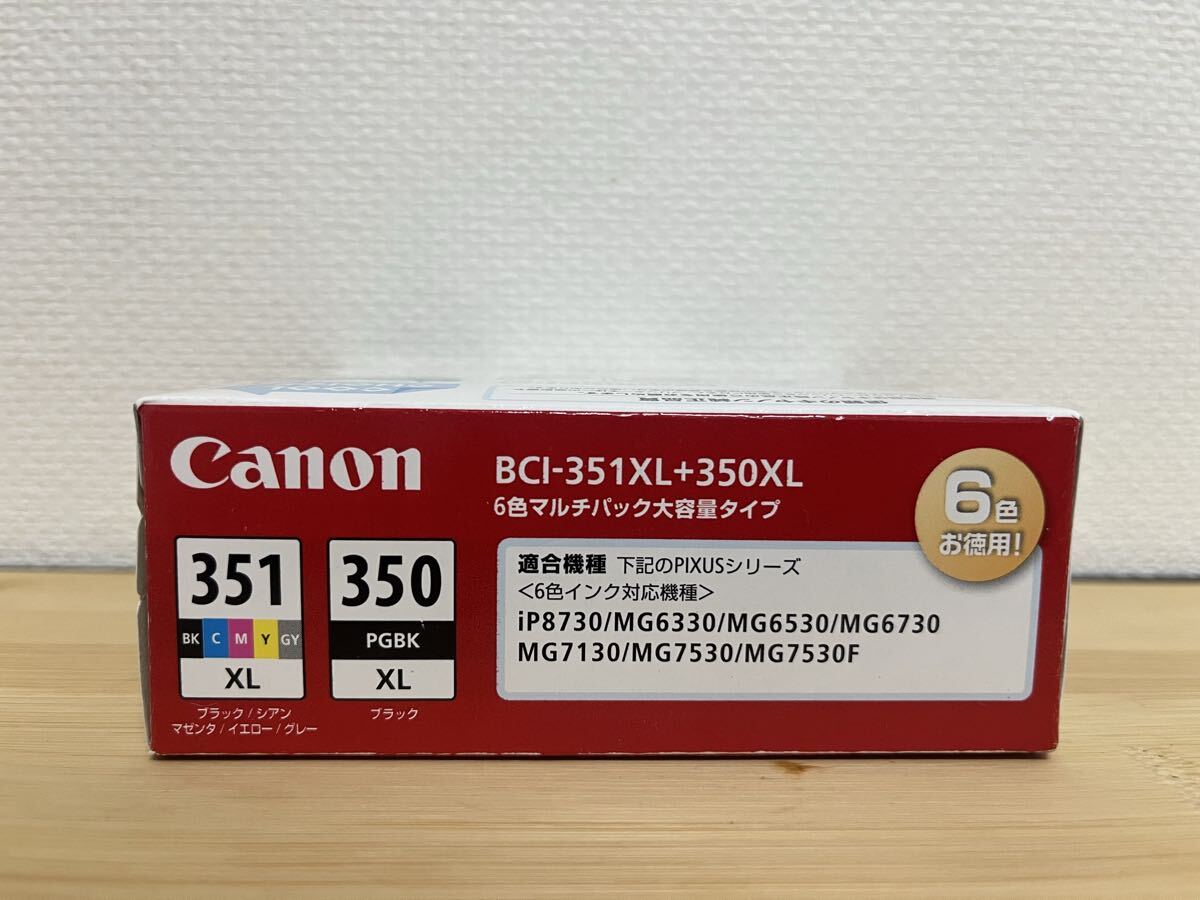 Canon
BCI-351XL+350XL
6色マルチパック大容量タイプ
6色
お徳用!
351
BK C M Y GY
XL
ブラック / シアン
マゼンタ / イエロー / グレー
350
PGBK
XL
ブラック
適合機種 下記のPIXUSシリーズ
<6色インク対応機種>
iP8730/MG6330/MG6530/MG6730
MG7130/MG7530/MG7530F